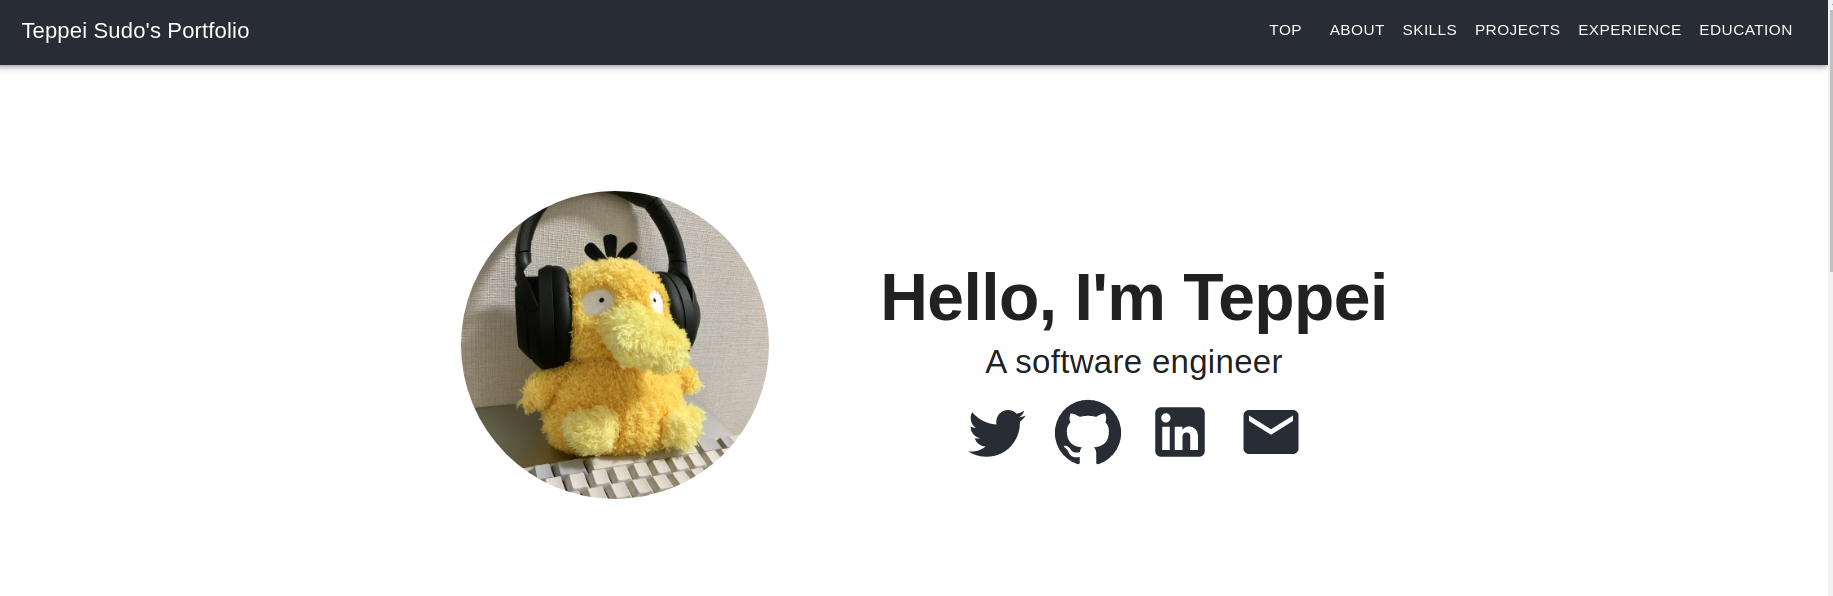 Teppei Sudo's Portfolio
TOP ABOUT SKILLS PROJECTS EXPERIENCE EDUCATION
Hello, I'm Teppei
A software engineer
in